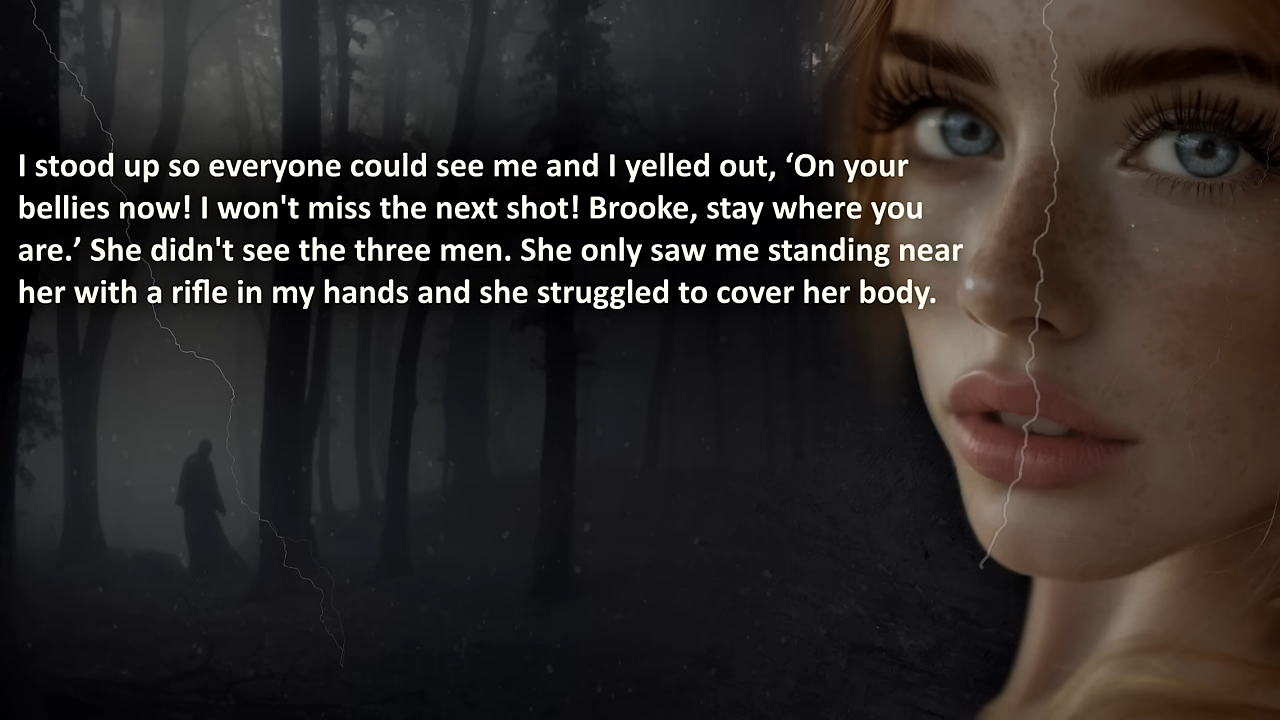 I stood up so everyone could see me and I yelled out, ‘On your
bellies now! I won't miss the next shot! Brooke, stay where you
are.’ She didn't see the three men. She only saw me standing near
her with a rifle in my hands and she struggled to cover her body.